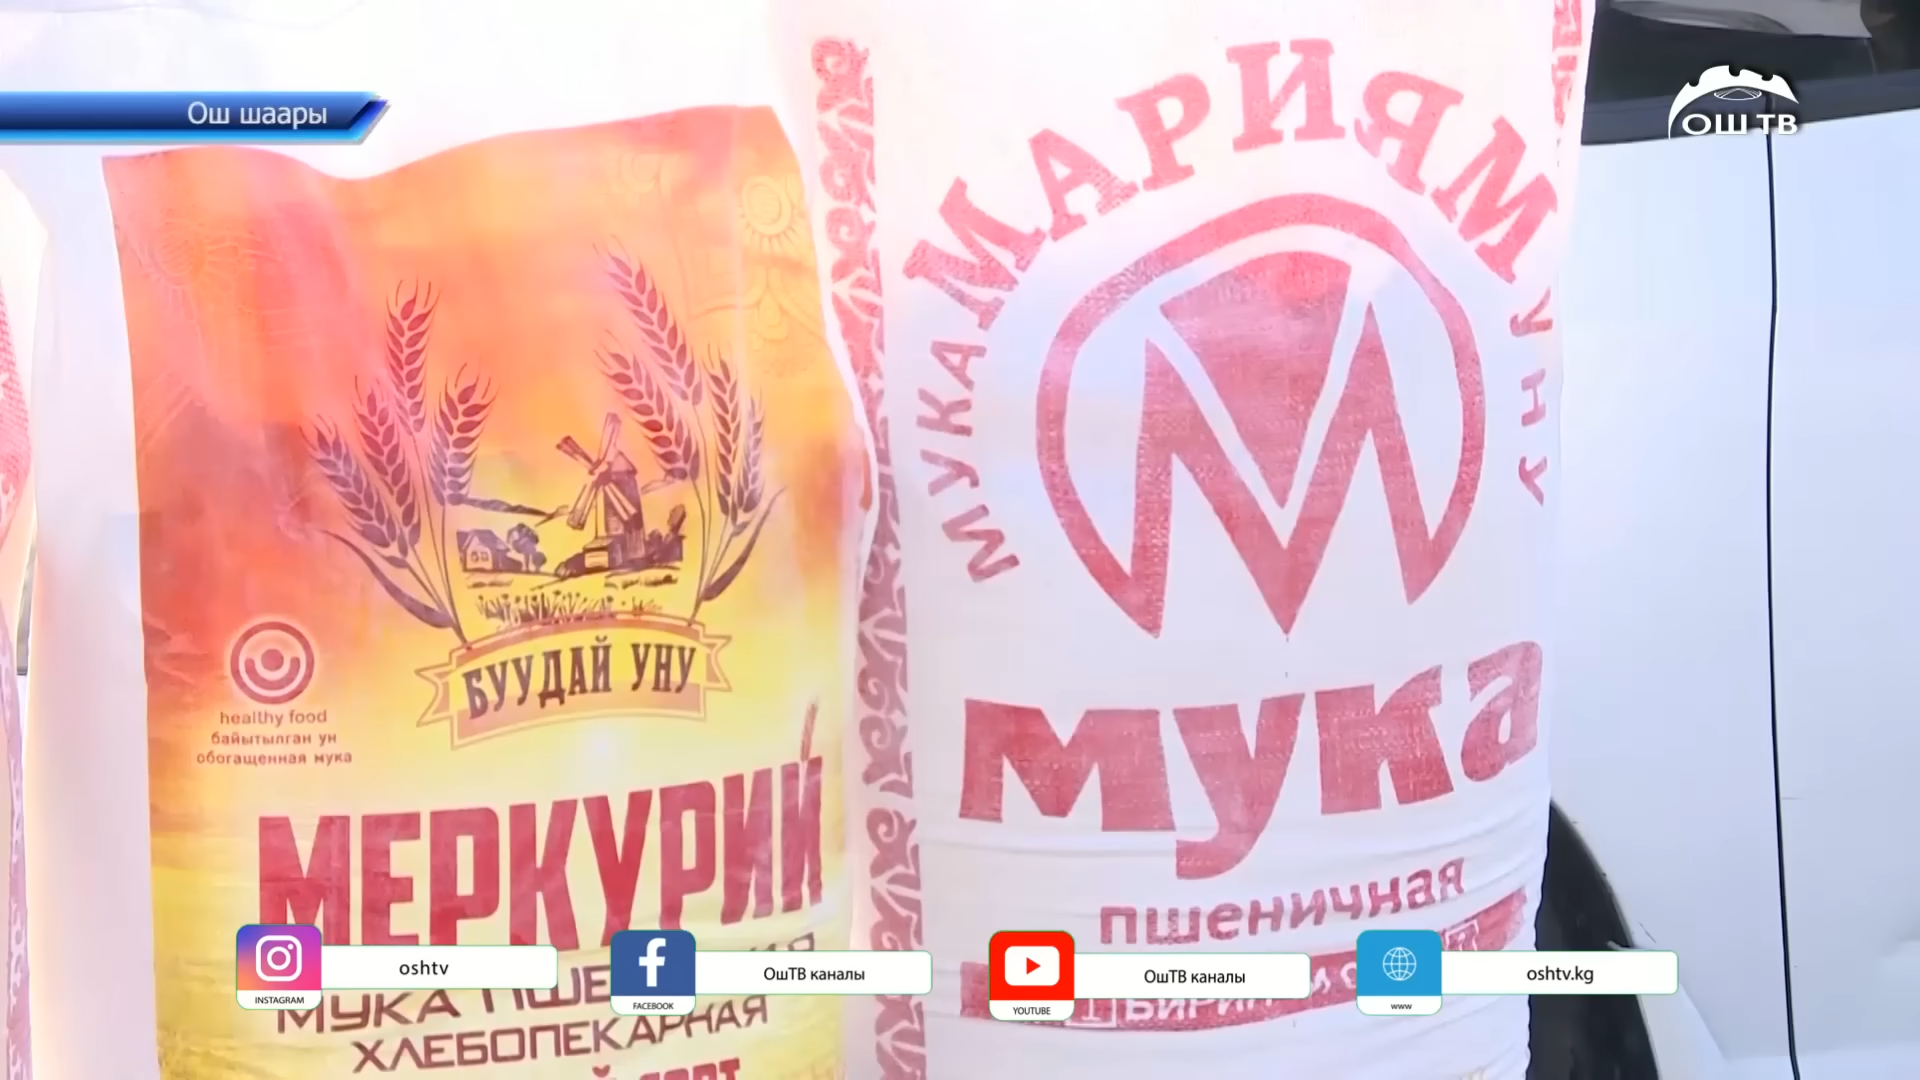 Ош шаары
ОШ ТВ
БУУДАЙ УНУ
healthy food
байытылган ун
обогащенная мука
МЕРКУРИЙ
МУКА
ХЛЕБОПЕКАРНАЯ
МУКА МАРИЯМ УНУ
М
мука
пшеничная
oshtv
INSTAGRAM
ОшТВ каналы
FACEBOOK
ОшТВ каналы
YOUTUBE
oshtv.kg
www